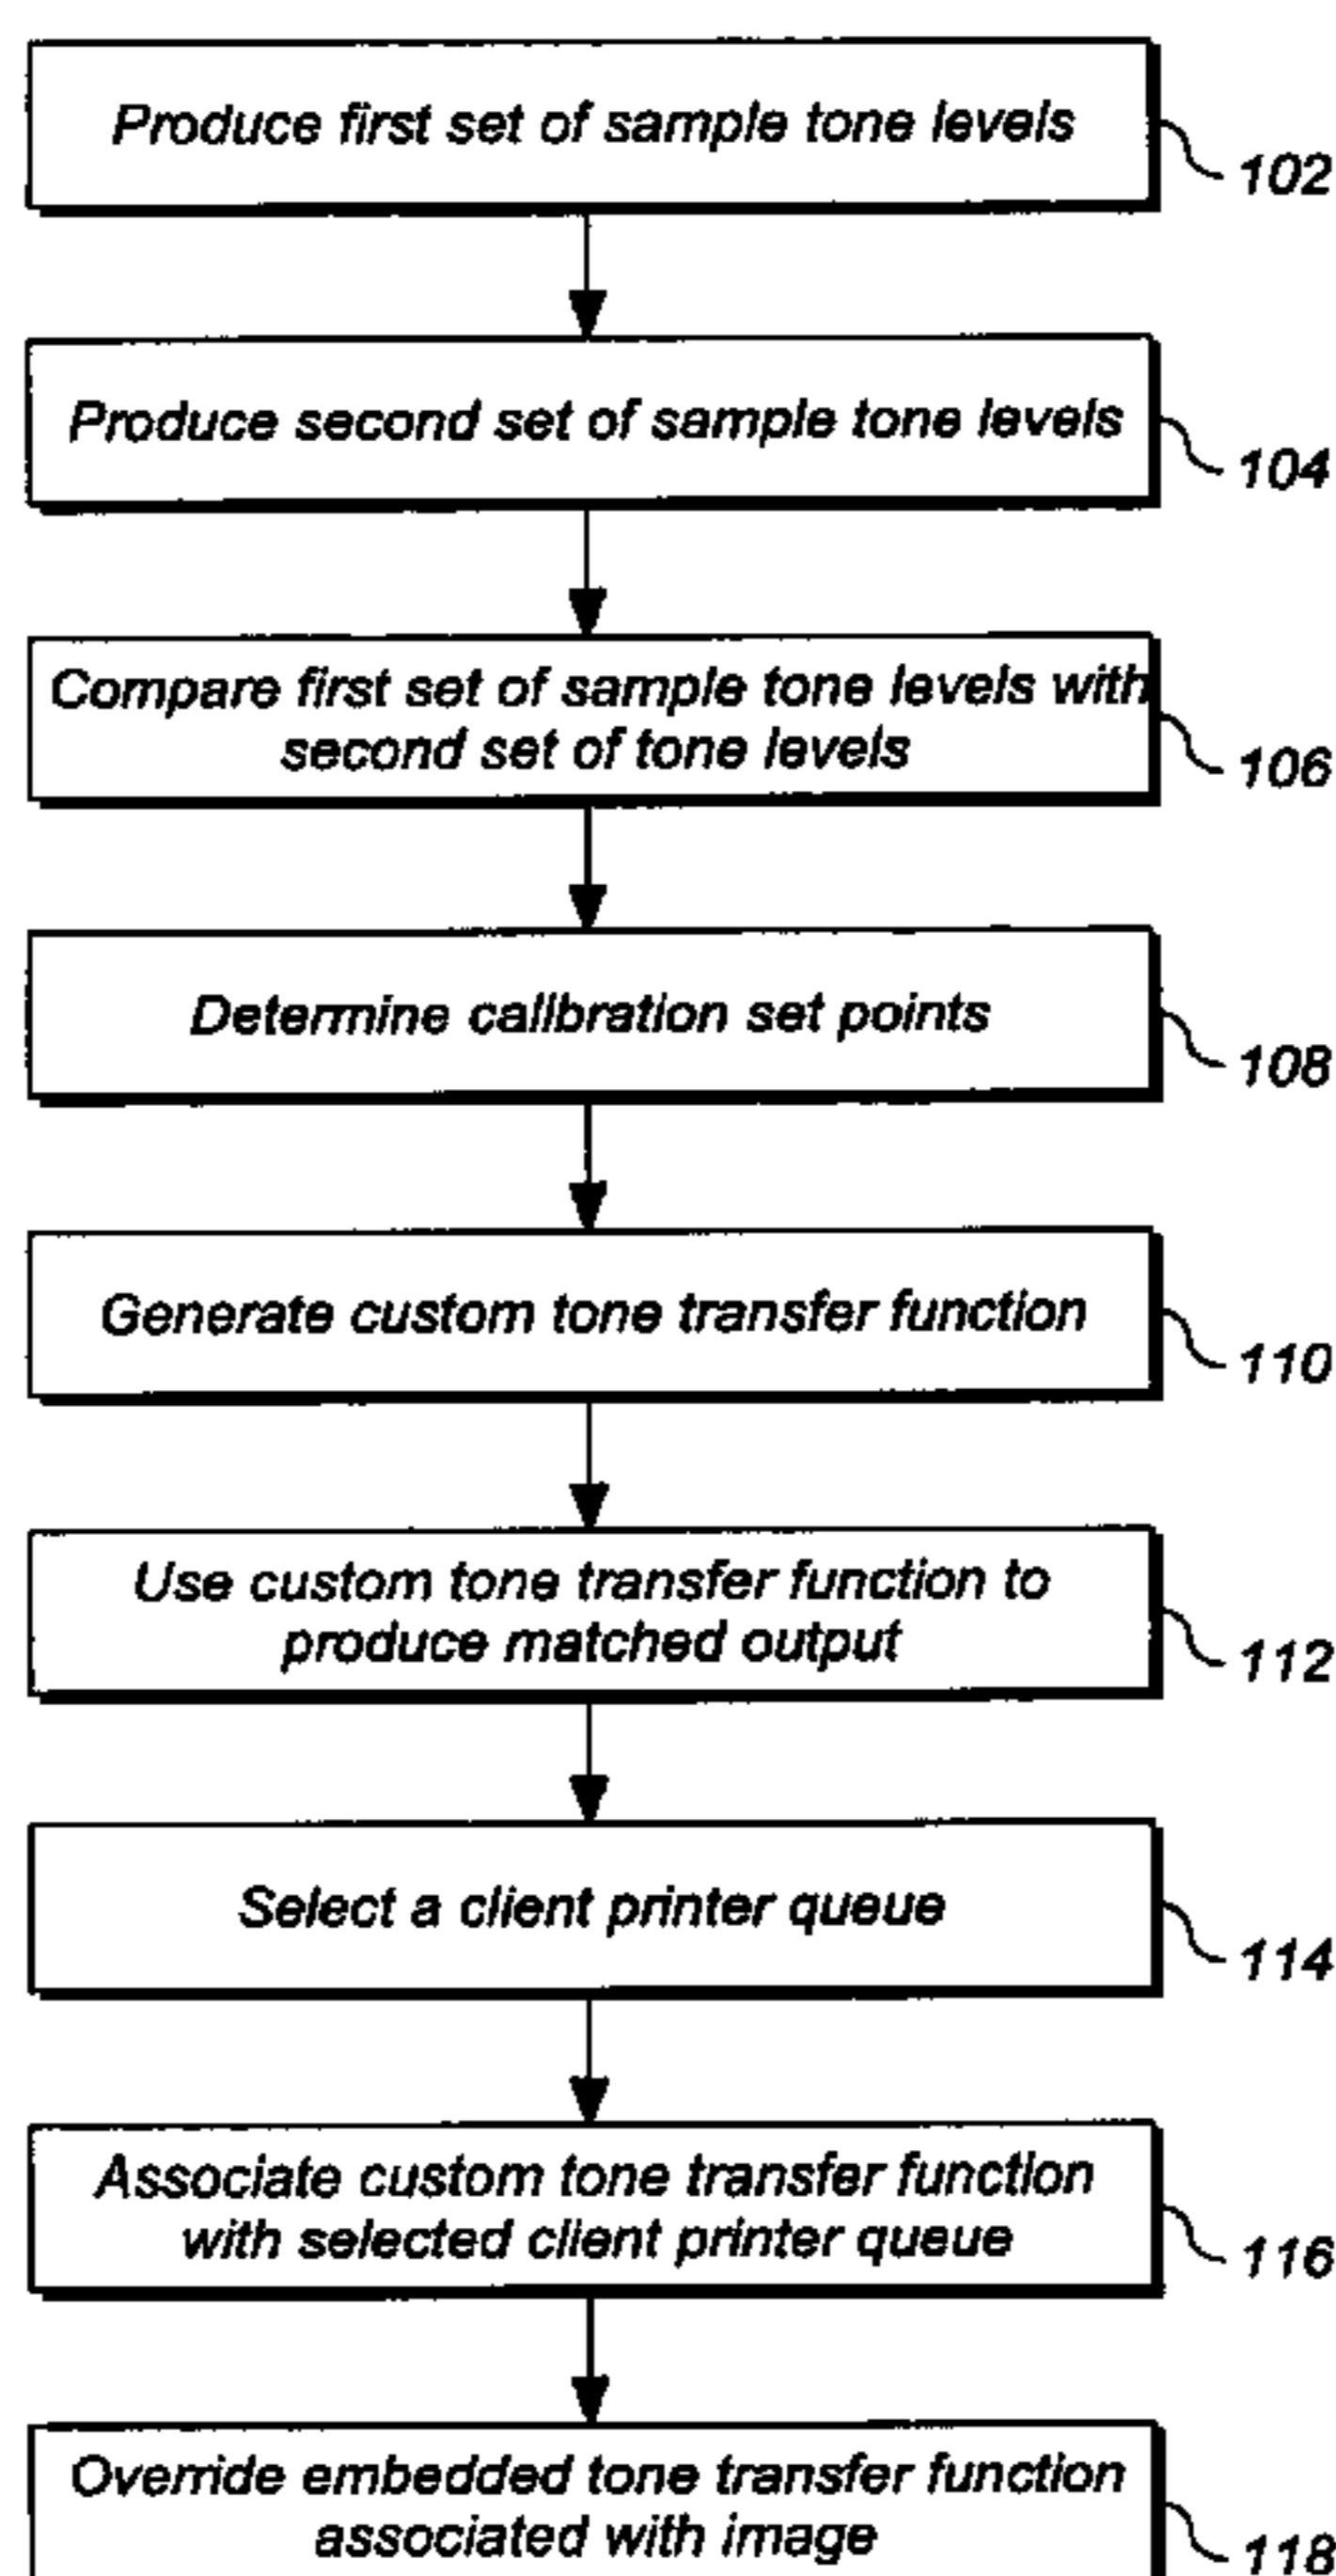 Produce first set of sample tone levels
102
Produce second set of sample tone levels
104
Compare first set of sample tone levels with
second set of tone levels
106
Determine calibration set points
108
Generate custom tone transfer function
110
Use custom tone transfer function to
produce matched output
112
Select a client printer queue
114
Associate custom tone transfer function
with selected client printer queue
116
Override embedded tone transfer function
associated with image
118